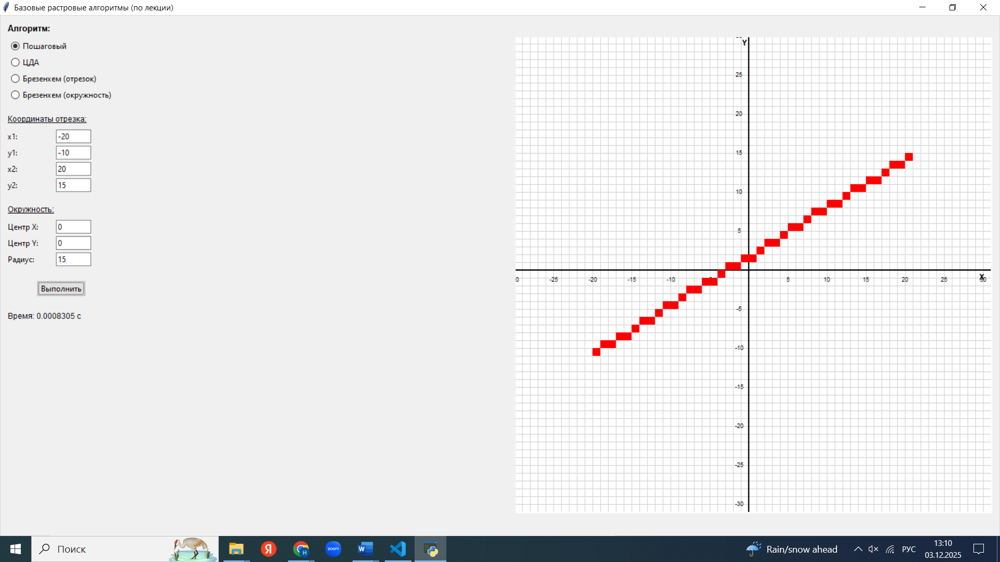 Базовые растровые алгоритмы (по лекции)
Алгоритм:
Пошаговый
ЦДА
Брезенхем (отрезок)
Брезенхем (окружность)
Координаты отрезка:
x1: -20
y1: -10
x2: 20
y2: 15
Окружность:
Центр X: 0
Центр Y: 0
Радиус: 15
Выполнить
Время: 0.0008305 с
Y
25
20
15
10
5
X
0 -25 -20 -15 -10 5 10 15 20 25 30
-5
-10
-15
-20
-25
-30
Поиск
Я
H
zoom
W
Rain/snow ahead
РУС
13:10
03.12.2025